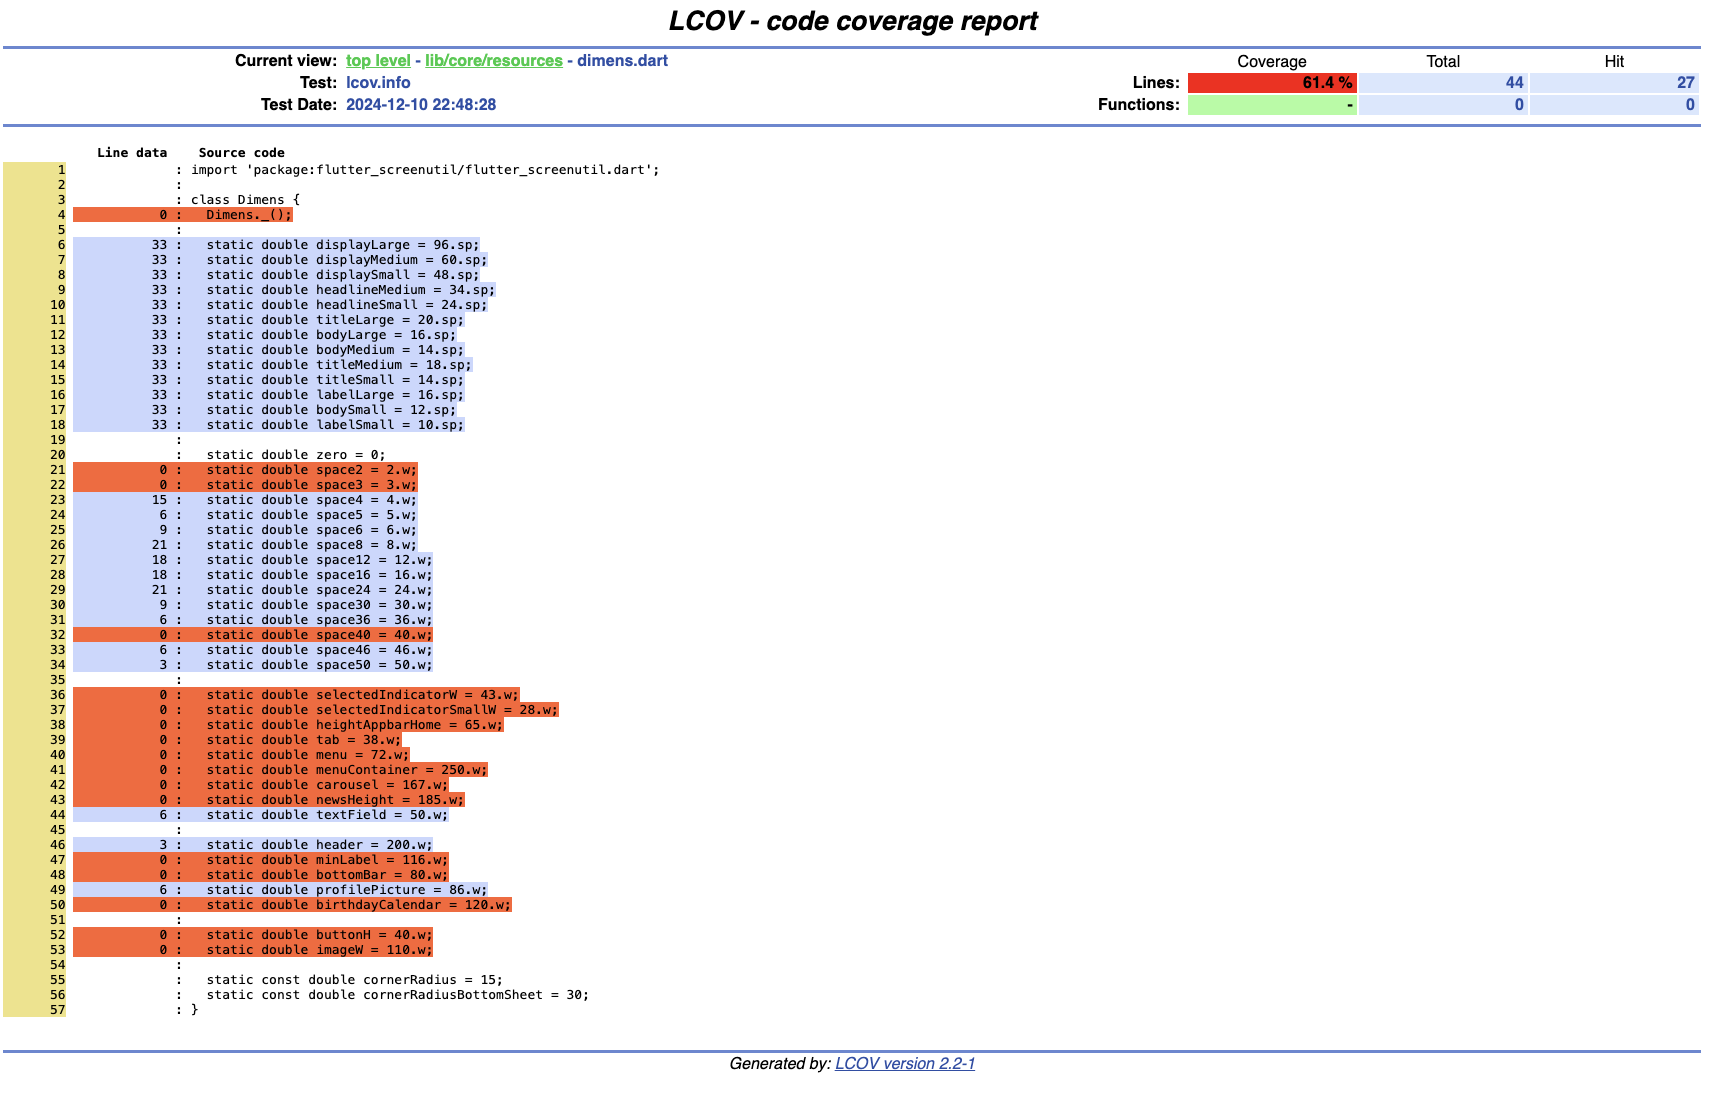 LCOV - code coverage report
Current view: top level - lib/core/resources - dimens.dart
Coverage Total Hit
Test: lcov.info
Lines: 61.4 % 44 27
Test Date: 2024-12-10 22:48:28
Functions: - 0 0
Line data Source code
1 : import 'package:flutter_screenutil/flutter_screenutil.dart';
2 :
3 : class Dimens {
4 0 : Dimens._();
5 :
6 33 : static double displayLarge = 96.sp;
7 33 : static double displayMedium = 60.sp;
8 33 : static double displaySmall = 48.sp;
9 33 : static double headlineMedium = 34.sp;
10 33 : static double headlineSmall = 24.sp;
11 33 : static double titleLarge = 20.sp;
12 33 : static double bodyLarge = 16.sp;
13 33 : static double bodyMedium = 14.sp;
14 33 : static double titleMedium = 18.sp;
15 33 : static double titleSmall = 14.sp;
16 33 : static double labelLarge = 16.sp;
17 33 : static double bodySmall = 12.sp;
18 33 : static double labelSmall = 10.sp;
19 :
20 : static double zero = 0;
21 0 : static double space2 = 2.w;
22 0 : static double space3 = 3.w;
23 15 : static double space4 = 4.w;
24 6 : static double space5 = 5.w;
25 9 : static double space6 = 6.w;
26 21 : static double space8 = 8.w;
27 18 : static double space12 = 12.w;
28 18 : static double space16 = 16.w;
29 21 : static double space24 = 24.w;
30 9 : static double space30 = 30.w;
31 6 : static double space36 = 36.w;
32 0 : static double space40 = 40.w;
33 6 : static double space46 = 46.w;
34 3 : static double space50 = 50.w;
35 :
36 0 : static double selectedIndicatorW = 43.w;
37 0 : static double selectedIndicatorSmallW = 28.w;
38 0 : static double heightAppbarHome = 65.w;
39 0 : static double tab = 38.w;
40 0 : static double menu = 72.w;
41 0 : static double menuContainer = 250.w;
42 0 : static double carousel = 167.w;
43 0 : static double newsHeight = 185.w;
44 6 : static double textField = 50.w;
45 :
46 3 : static double header = 200.w;
47 0 : static double minLabel = 116.w;
48 0 : static double bottomBar = 80.w;
49 6 : static double profilePicture = 86.w;
50 0 : static double birthdayCalendar = 120.w;
51 :
52 0 : static double buttonH = 40.w;
53 0 : static double imageW = 110.w;
54 :
55 : static const double cornerRadius = 15;
56 : static const double cornerRadiusBottomSheet = 30;
57 : }
Generated by: LCOV version 2.2-1